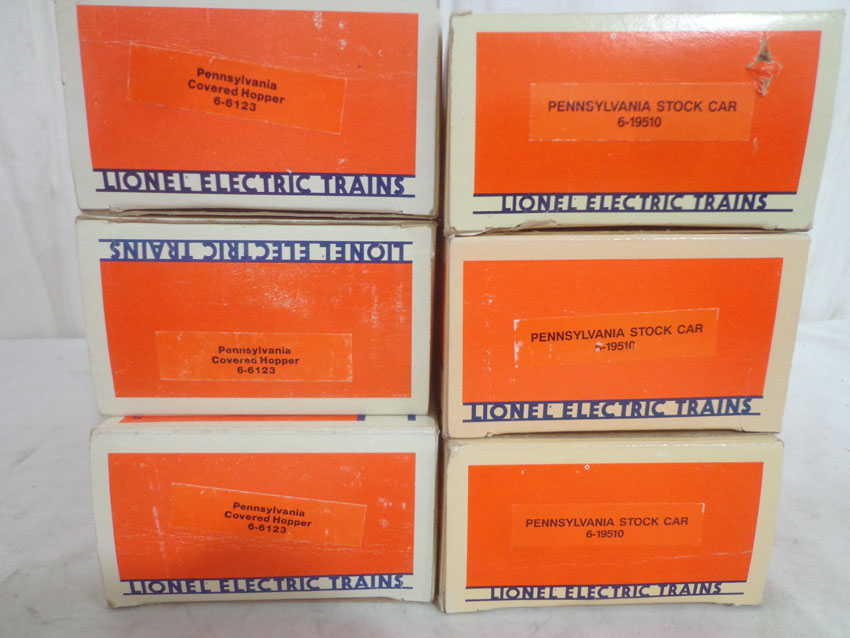 Pennsylvania
Covered Hopper
6-6123
LIONEL ELECTRIC TRAINS
LIONEL ELECTRIC TRAINS
Pennsylvania
Covered Hopper
6-6123
Pennsylvania
Covered Hopper
6-6123
LIONEL ELECTRIC TRAINS
PENNSYLVANIA STOCK CAR
6-19510
LIONEL ELECTRIC TRAINS
PENNSYLVANIA STOCK CAR
6-19510
LIONEL ELECTRIC TRAINS
PENNSYLVANIA STOCK CAR
6-19510
LIONEL ELECTRIC TRAINS